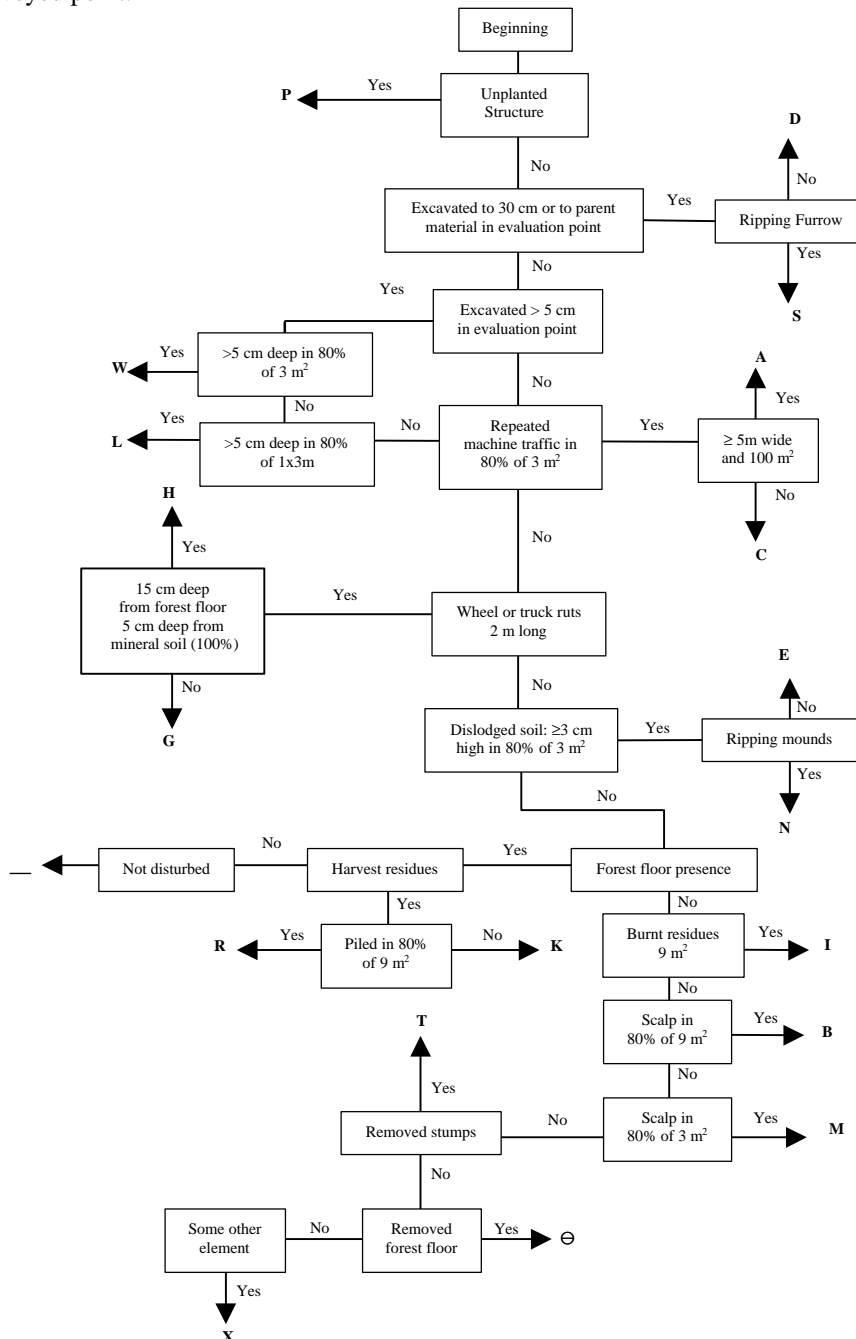 Beginning
Yes
P
Unplanted
Structure
D
No
No
Excavated to 30 cm or to parent
material in evaluation point
Yes
Ripping Furrow
Yes
No
S
Yes
Excavated > 5 cm
in evaluation point
W
Yes
>5 cm deep in 80%
of 3 m²
No
A
Yes
No
L
Yes
>5 cm deep in 80%
of 1x3m
No
Repeated
machine traffic in
80% of 3 m²
Yes
≥ 5m wide
and 100 m²
No
C
H
Yes
No
15 cm deep
from forest floor
5 cm deep from
mineral soil (100%)
Yes
Wheel or truck ruts
2 m long
No
G
No
E
No
Dislodged soil: ≥3 cm
high in 80% of 3 m²
Yes
Ripping mounds
Yes
N
No
—
Not disturbed
No
Harvest residues
Yes
Forest floor presence
Yes
No
R
Yes
Piled in 80%
of 9 m²
No
K
Burnt residues
9 m²
Yes
I
No
T
Scalp in
80% of 9 m²
Yes
B
Yes
No
Removed stumps
No
Scalp in
80% of 3 m²
Yes
M
No
Some other
element
No
Removed
forest floor
Yes
Ɵ
Yes
X